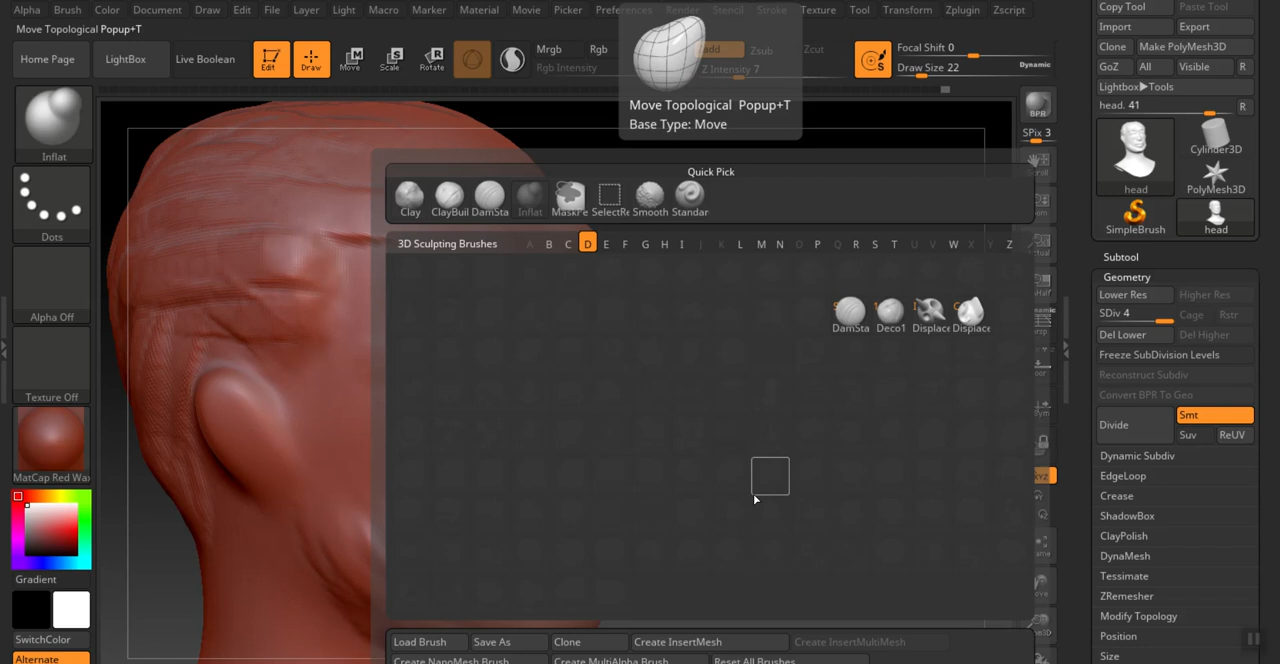 Alpha Brush Color Document Draw Edit File Layer Light Macro Marker Material Movie Picker Preferences Render Stencil Stroke Texture Tool Transform Zplugin Zscript
Move Topological Popup+T
Home Page
LightBox
Live Boolean
Edit
Draw
Move
Scale
Rotate
Mrgb Rgb
Rgb Intensity
Zsub
Zcut
Z Intensity 7
Focal Shift 0
Draw Size 22
Dynamic
Move Topological Popup+T
Base Type: Move
Inflat
Dots
Alpha Off
Texture Off
MatCap Red Wax
Gradient
SwitchColor
Alternate
Quick Pick
Clay ClayBuil DamSta Inflat MaskPe SelectRe Smooth Standar
3D Sculpting Brushes A B C D E F G H I J K L M N O P Q R S T U V W X Y Z
DamSta Deco1 Displace Displace
Load Brush Save As Clone Create InsertMesh Create InsertMultiMesh
Create NanoMesh Brush Create MultiAlpha Brush Reset All Brushes
BPR
SPix 3
Scroll
Copy Tool Paste Tool
Import Export
Clone Make PolyMesh3D
GoZ All Visible R
Lightbox▶Tools
head. 41 R
head
Cylinder3D
PolyMesh3D
SimpleBrush
head
Subtool
Geometry
Lower Res Higher Res
SDiv 4 Cage Rstr
Del Lower Del Higher
Freeze SubDivision Levels
Reconstruct Subdiv
Convert BPR To Geo
Divide
Smt
Suv ReUV
Dynamic Subdiv
EdgeLoop
Crease
ShadowBox
ClayPolish
DynaMesh
Tessimate
ZRemesher
Modify Topology
Position
Size